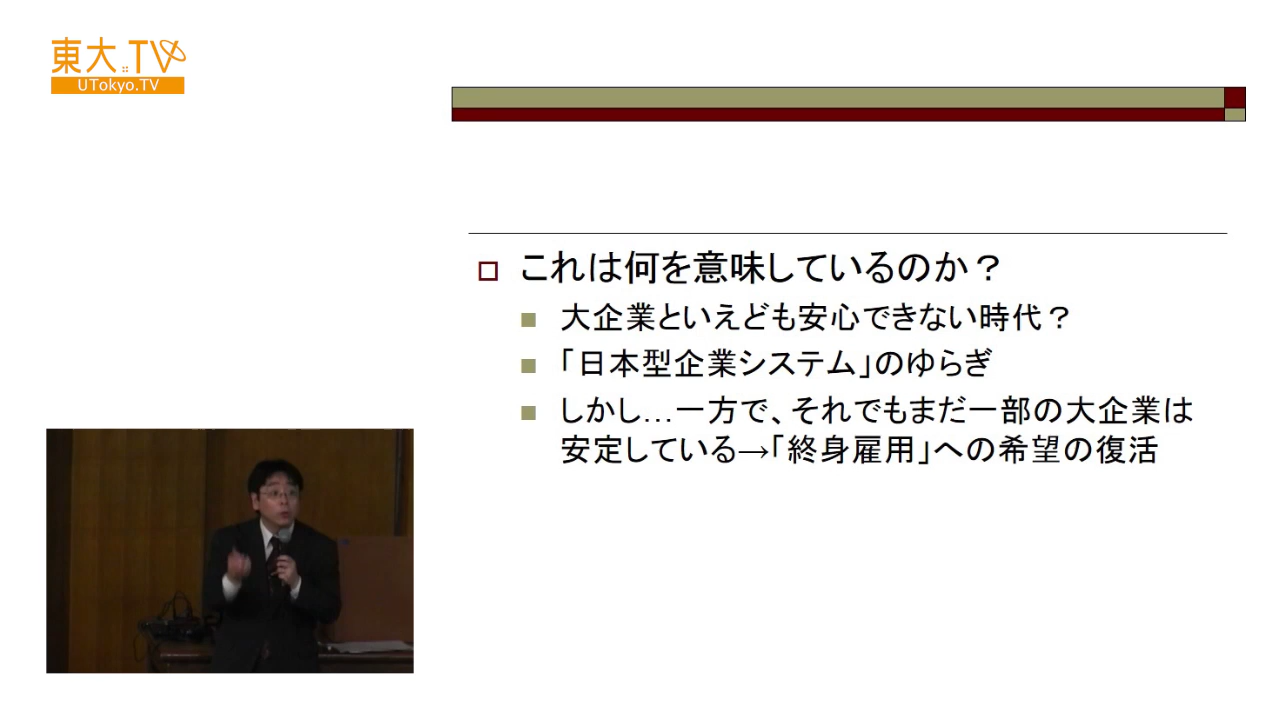 東大.TV
UTokyo.TV
これは何を意味しているのか？
大企業といえども安心できない時代？
「日本型企業システム」のゆらぎ
しかし…一方で、それでもまだ一部の大企業は
安定している→「終身雇用」への希望の復活